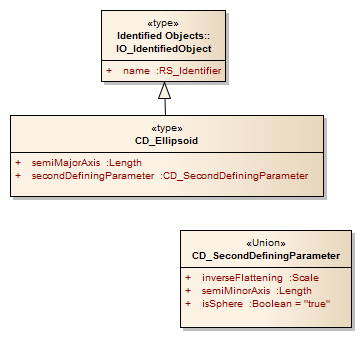 «type»
Identified Objects::
IO_IdentifiedObject
+ name :RS_Identifier
«type»
CD_Ellipsoid
+ semiMajorAxis :Length
+ secondDefiningParameter :CD_SecondDefiningParameter
«Union»
CD_SecondDefiningParameter
+ inverseFlattening :Scale
+ semiMinorAxis :Length
+ isSphere :Boolean = "true"